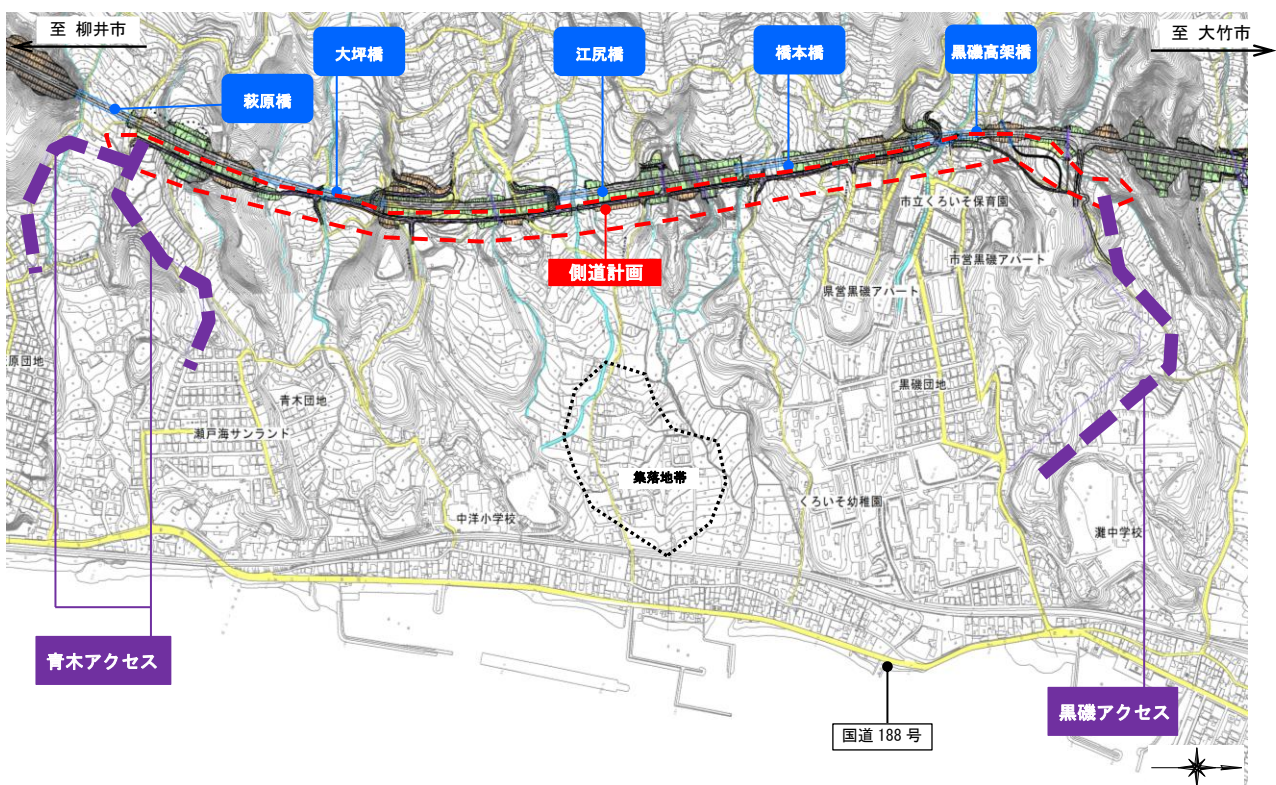 至 柳井市
至 大竹市
大坪橋
江尻橋
橋本橋
黒磯高架橋
萩原橋
市立くろいそ保育園
側道計画
市営黒磯アパート
県営黒磯アパート
原団地
青木団地
黒磯団地
瀬戸海サンランド
集落地帯
くろいそ幼稚園
中洋小学校
灘中学校
青木アクセス
黒磯アクセス
国道 188 号